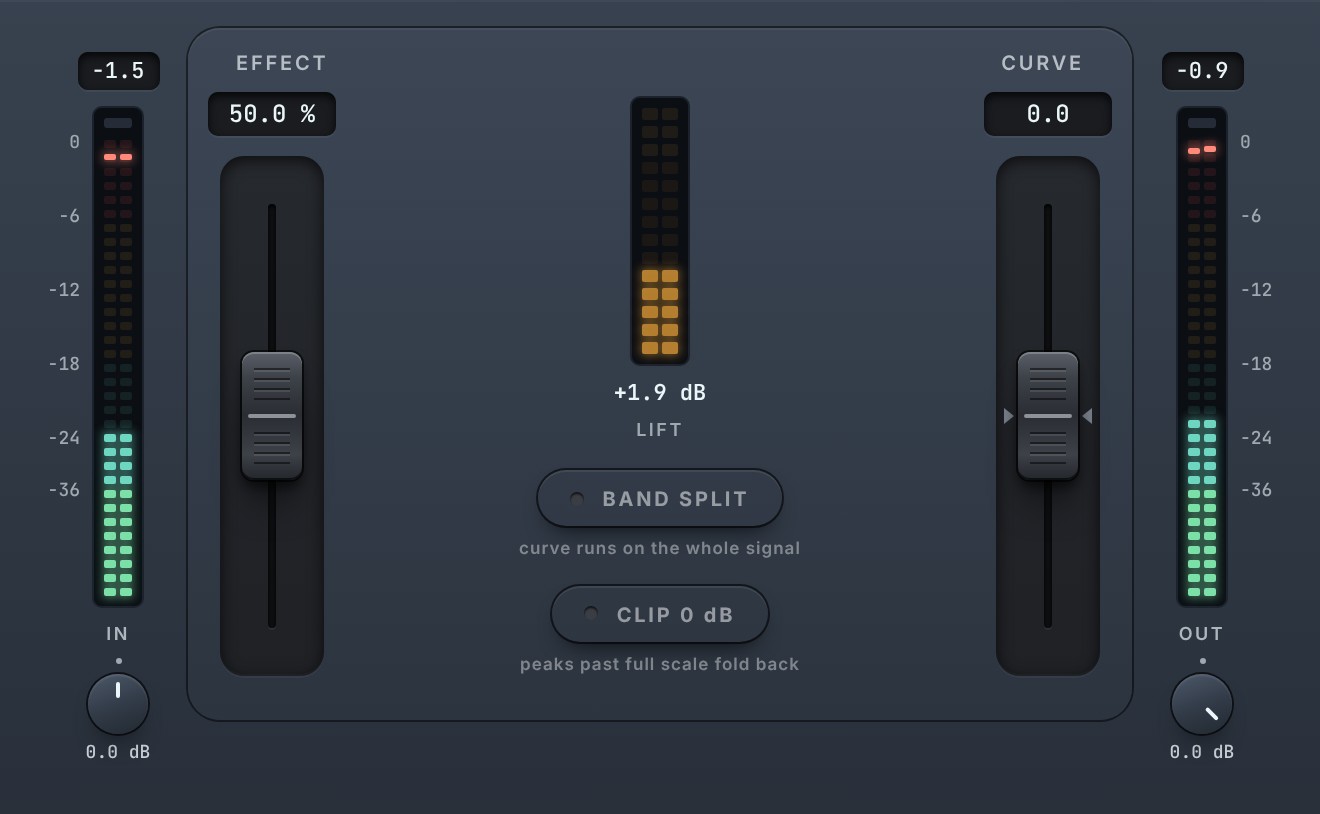 EFFECT
CURVE
-1.5
50.0 %
0.0
-0.9
0
-6
-12
-18
-24
-36
0
-6
-12
-18
-24
-36
+1.9 dB
LIFT
BAND SPLIT
curve runs on the whole signal
CLIP 0 dB
peaks past full scale fold back
IN
0.0 dB
OUT
0.0 dB